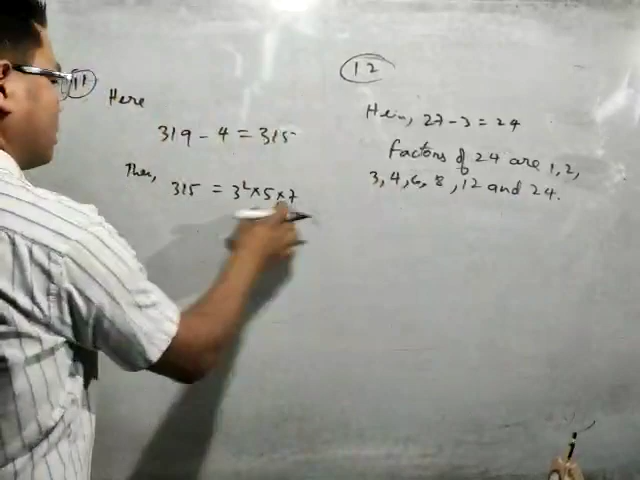 11
Here
319 - 4 = 315
Then,
315 = 3² × 5 × 7
12
Here, 27 - 3 = 24
Factors of 24 are 1, 2,
3, 4, 6, 8, 12 and 24.